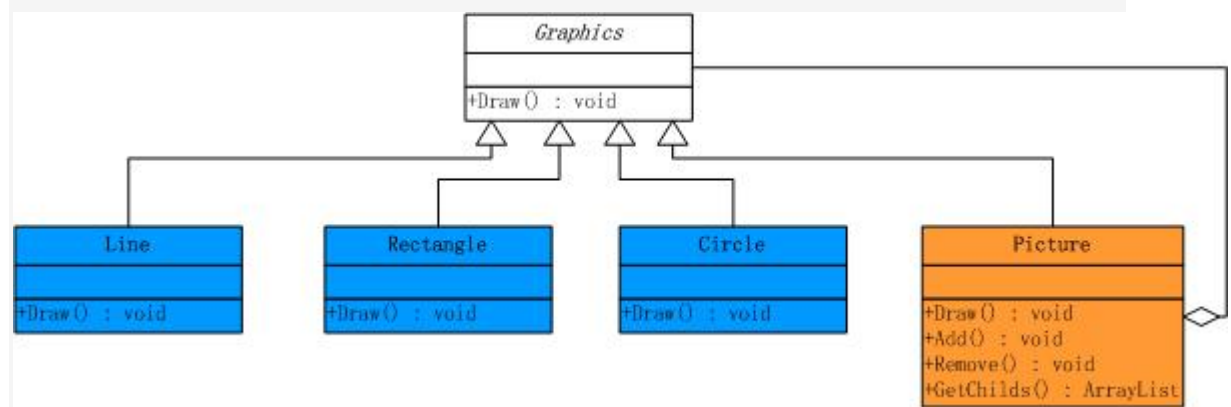 Graphics
+Draw() : void
Line
+Draw() : void
Rectangle
+Draw() : void
Circle
+Draw() : void
Picture
+Draw() : void
+Add() : void
+Remove() : void
+GetChilds() : ArrayList